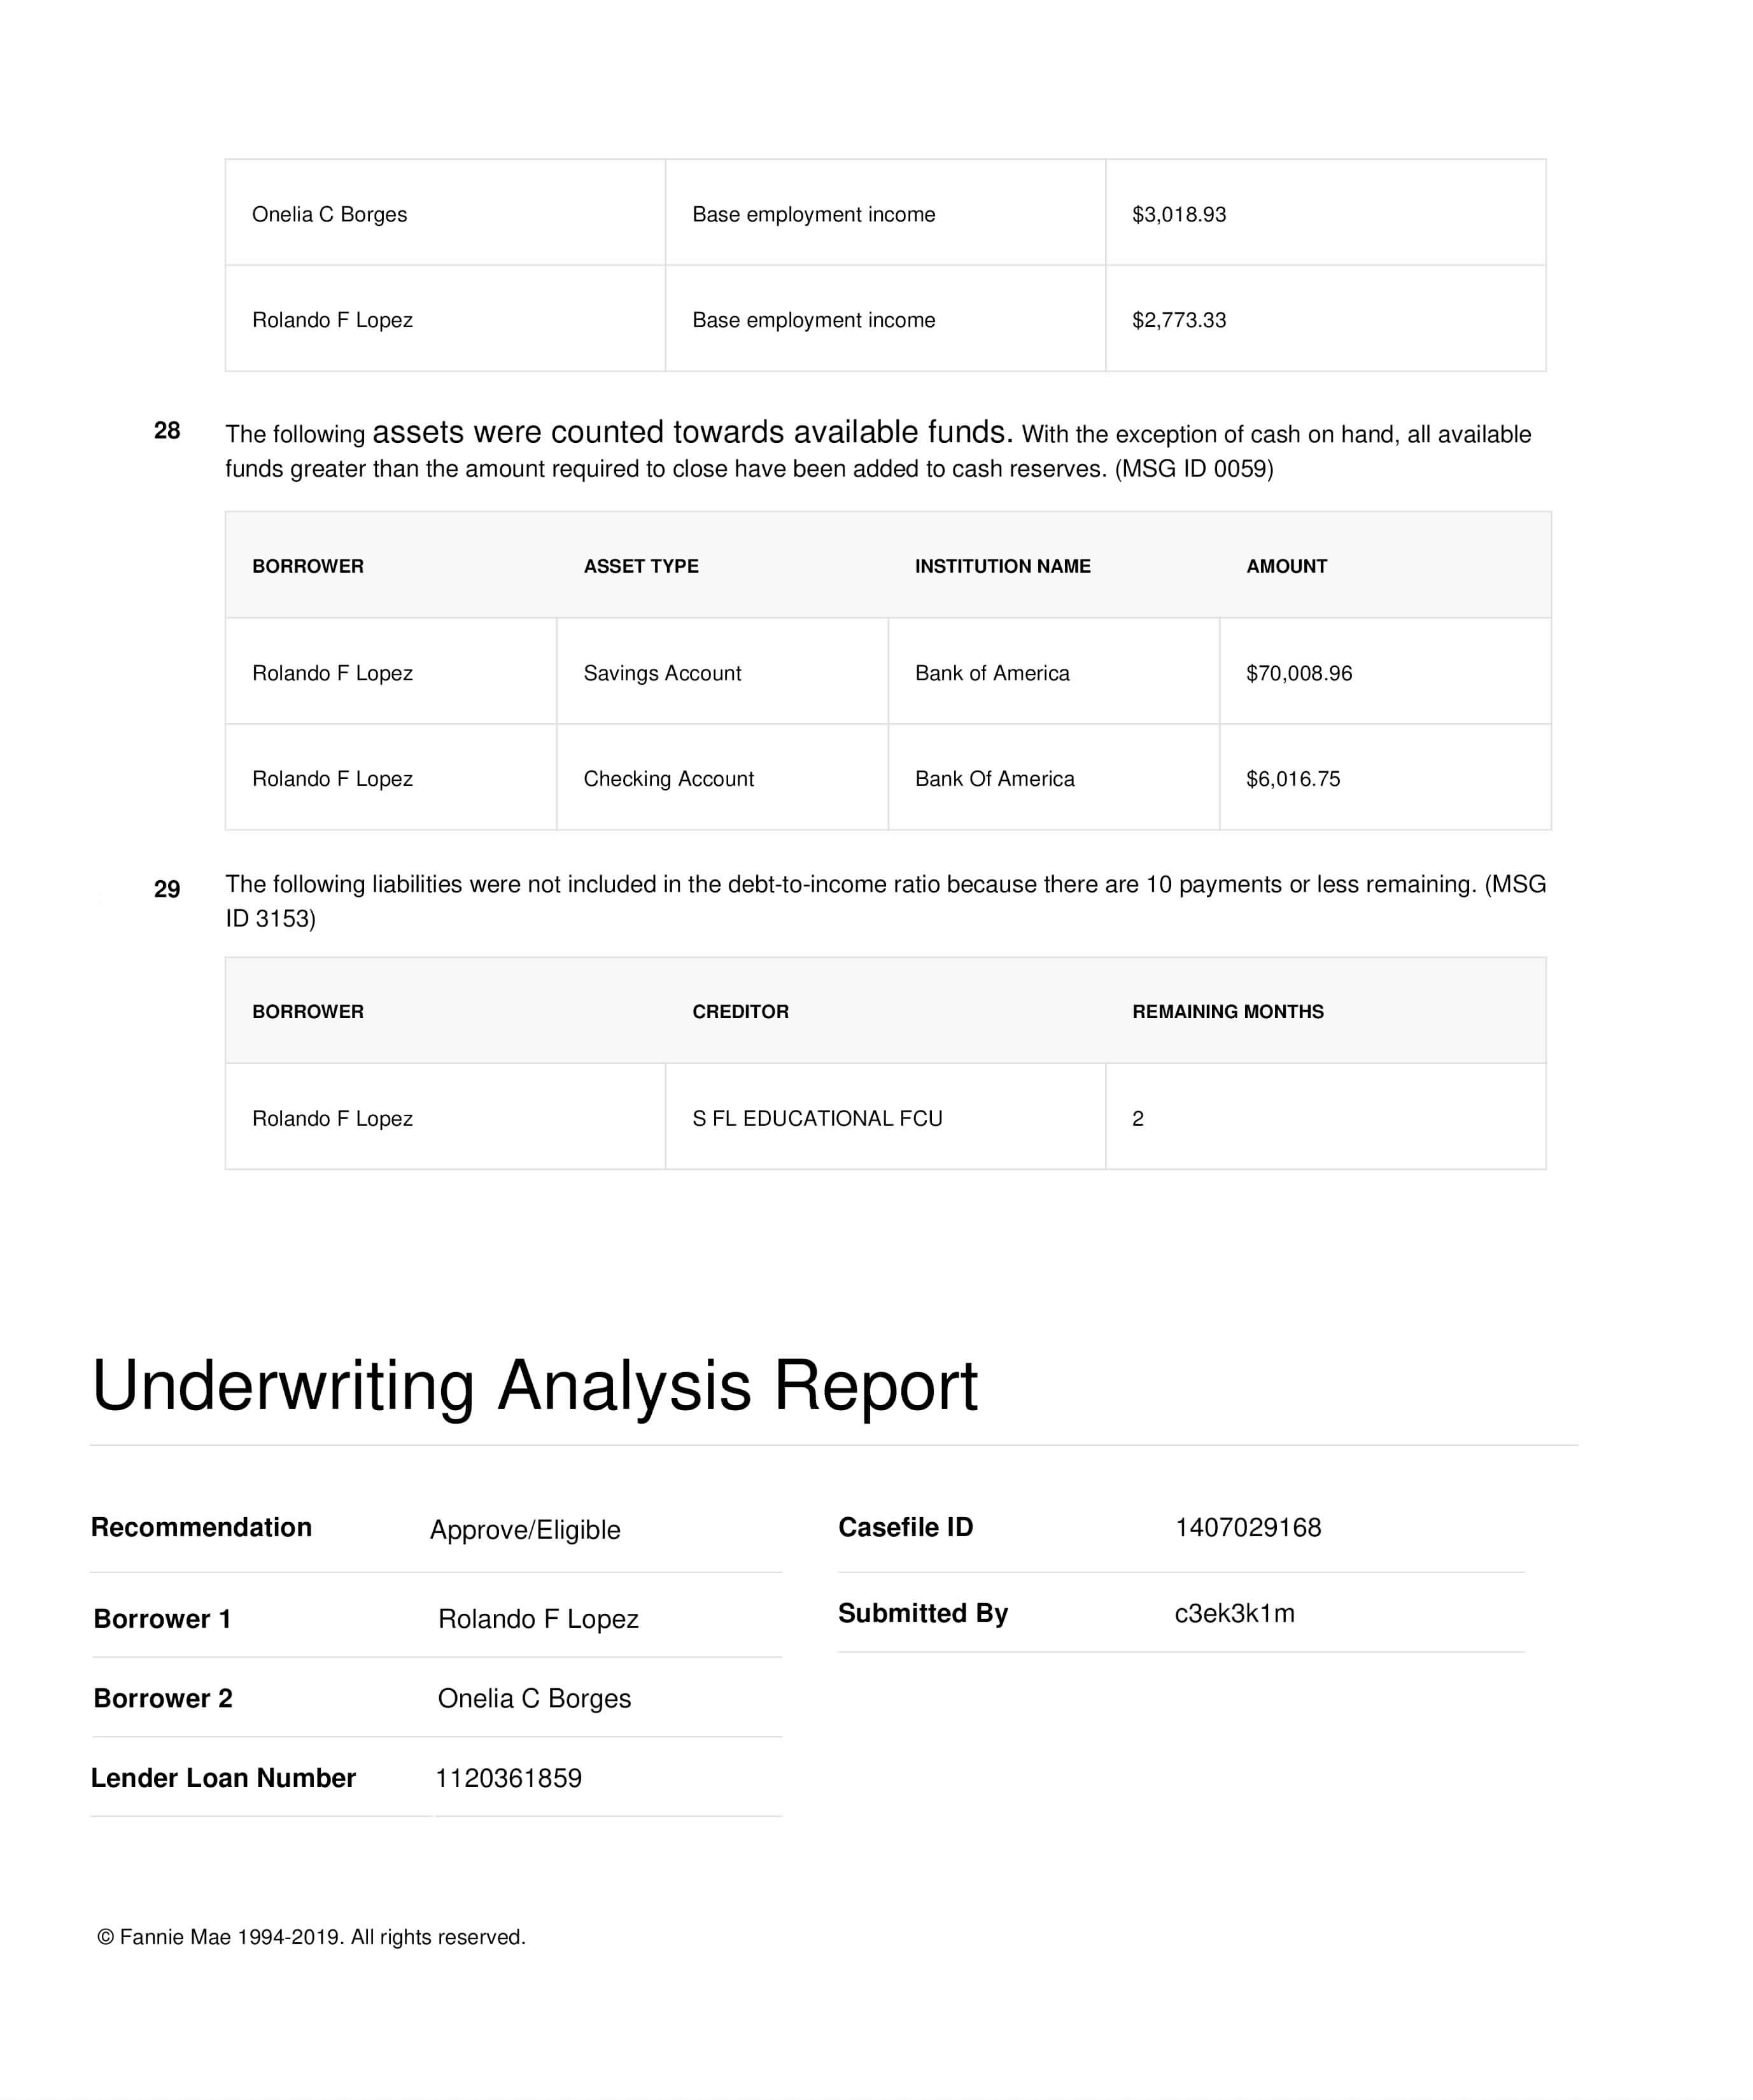 Onelia C Borges Base employment income $3,018.93
Rolando F Lopez Base employment income $2,773.33
28 The following assets were counted towards available funds. With the exception of cash on hand, all available
funds greater than the amount required to close have been added to cash reserves. (MSG ID 0059)
BORROWER ASSET TYPE INSTITUTION NAME AMOUNT
Rolando F Lopez Savings Account Bank of America $70,008.96
Rolando F Lopez Checking Account Bank Of America $6,016.75
29 The following liabilities were not included in the debt-to-income ratio because there are 10 payments or less remaining. (MSG
ID 3153)
BORROWER CREDITOR REMAINING MONTHS
Rolando F Lopez S FL EDUCATIONAL FCU 2
Underwriting Analysis Report
Recommendation Approve/Eligible Casefile ID 1407029168
Borrower 1 Rolando F Lopez Submitted By c3ek3k1m
Borrower 2 Onelia C Borges
Lender Loan Number 1120361859
© Fannie Mae 1994-2019. All rights reserved.